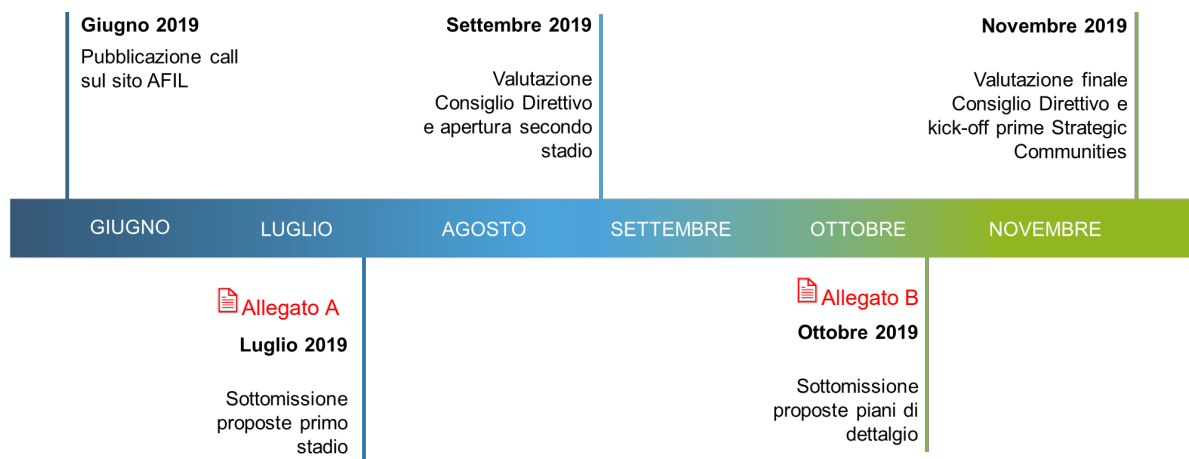 Giugno 2019
Pubblicazione call
sul sito AFIL
Settembre 2019
Valutazione
Consiglio Direttivo
e apertura secondo
stadio
Novembre 2019
Valutazione finale
Consiglio Direttivo e
kick-off prime Strategic
Communities
GIUGNO
LUGLIO
AGOSTO
SETTEMBRE
OTTOBRE
NOVEMBRE
Allegato A
Luglio 2019
Sottomissione
proposte primo
stadio
Allegato B
Ottobre 2019
Sottomissione
proposte piani di
dettalgio